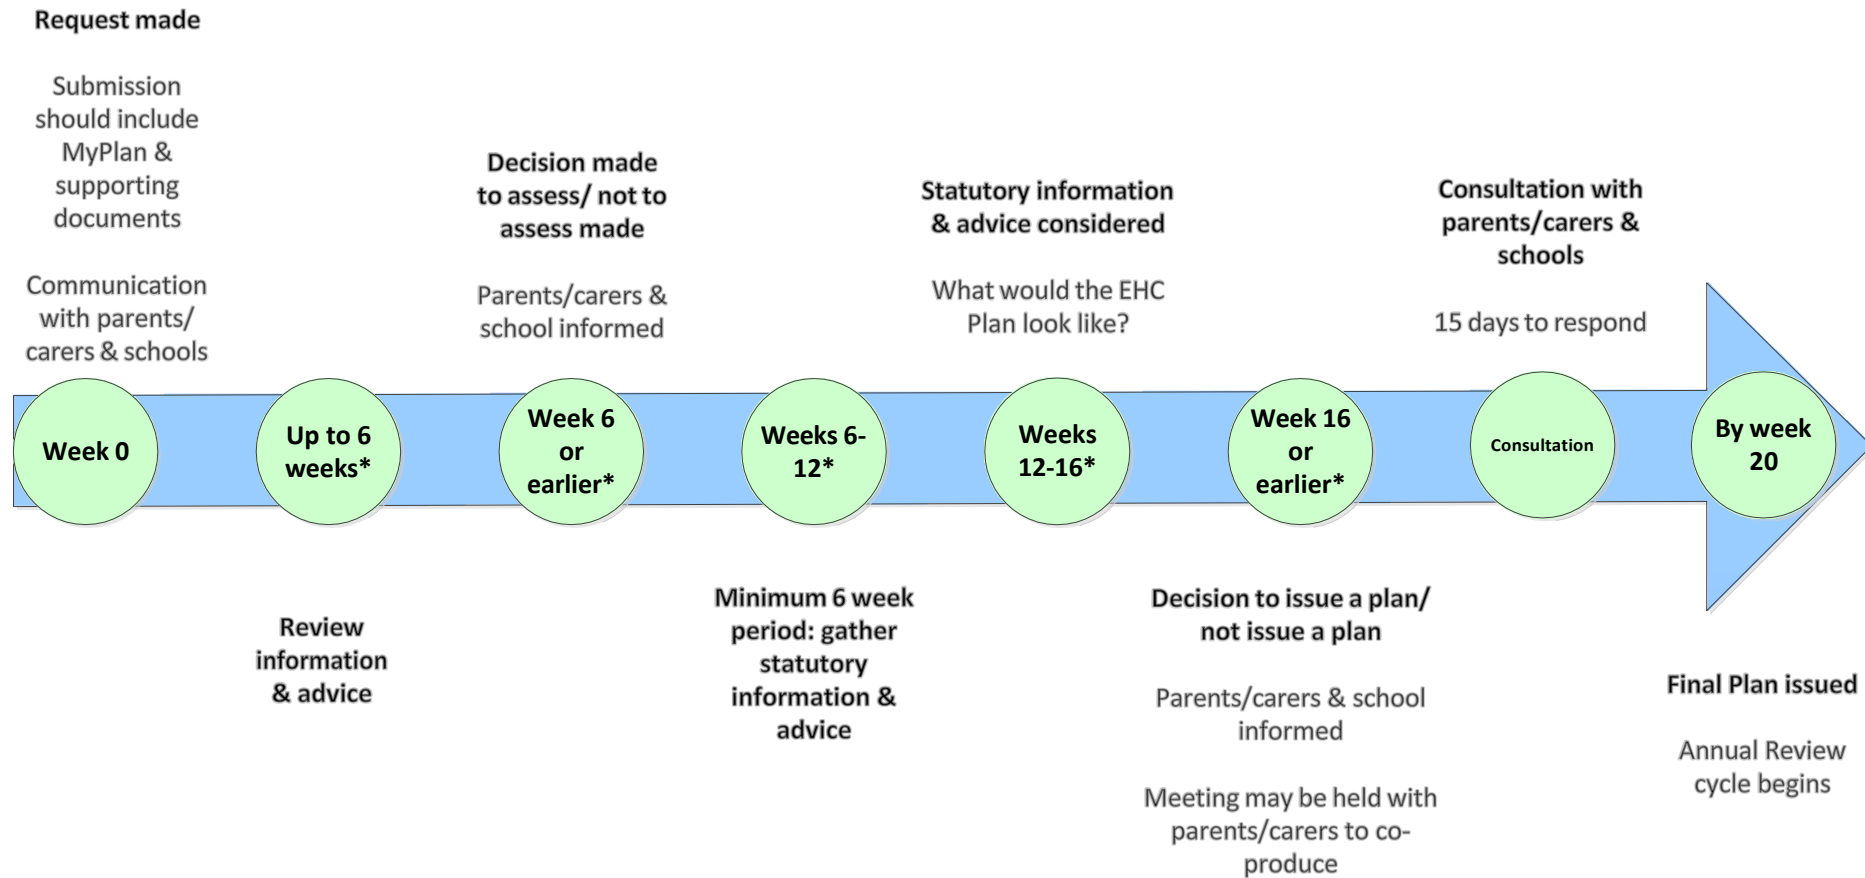 Request made
Submission
should include
MyPlan &
supporting
documents
Communication
with parents/
carers & schools
Week 0
Up to 6
weeks*
Review
information
& advice
Decision made
to assess/ not to
assess made
Parents/carers &
school informed
Week 6
or
earlier*
Weeks 6-
12*
Minimum 6 week
period: gather
statutory
information &
advice
Statutory information
& advice considered
What would the EHC
Plan look like?
Weeks
12-16*
Week 16
or
earlier*
Decision to issue a plan/
not issue a plan
Parents/carers & school
informed
Meeting may be held with
parents/carers to co-
produce
Consultation with
parents/carers &
schools
15 days to respond
Consultation
By week
20
Final Plan issued
Annual Review
cycle begins